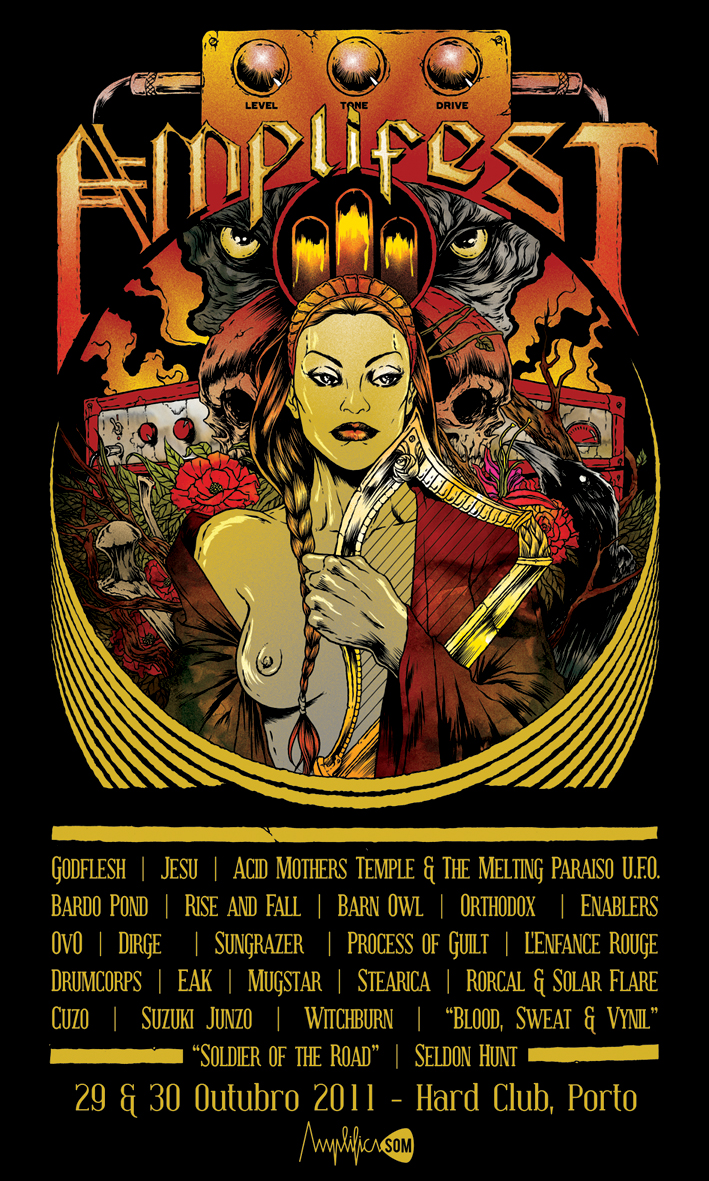 LEVEL TONE DRIVE
Amplifest
Godflesh | Jesu | Acid Mothers Temple & The Melting Paraiso U.F.O.
Bardo Pond | Rise and Fall | Barn Owl | Orthodox | Enablers
OvO | Dirge | Sungrazer | Process of Guilt | L'Enfance Rouge
Drumcorps | EAK | Mugstar | Stearica | Rorcal & Solar Flare
Cuzo | Suzuki Junzo | Witchburn | “Blood, Sweat & Vynil”
“Soldier of the Road” | Seldon Hunt
29 & 30 Outubro 2011 - Hard Club, Porto
Amplifica SOM